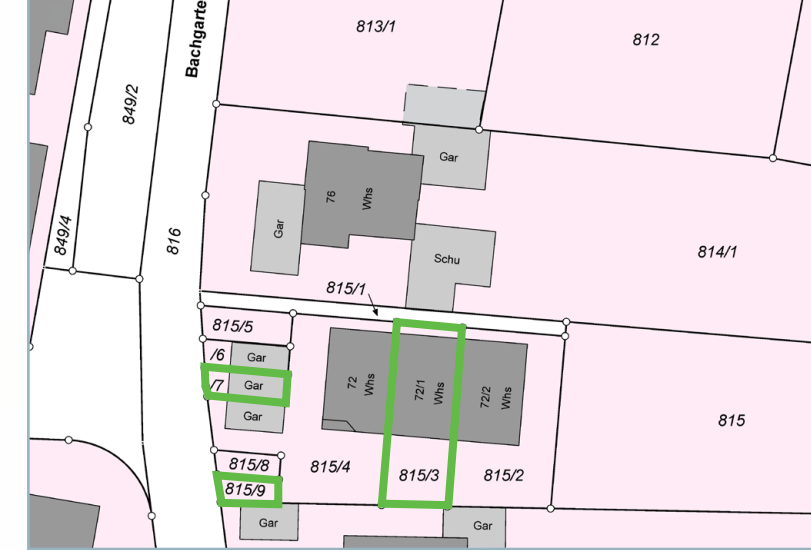 813/1
812
Bachgarte
849/2
Gar
76
Whs
Gar
816
849/4
Schu
814/1
815/1
815/5
/6
Gar
/7
Gar
72
Whs
72/1
Whs
72/2
Whs
Gar
815
815/8
815/4
815/3
815/2
815/9
Gar
Gar